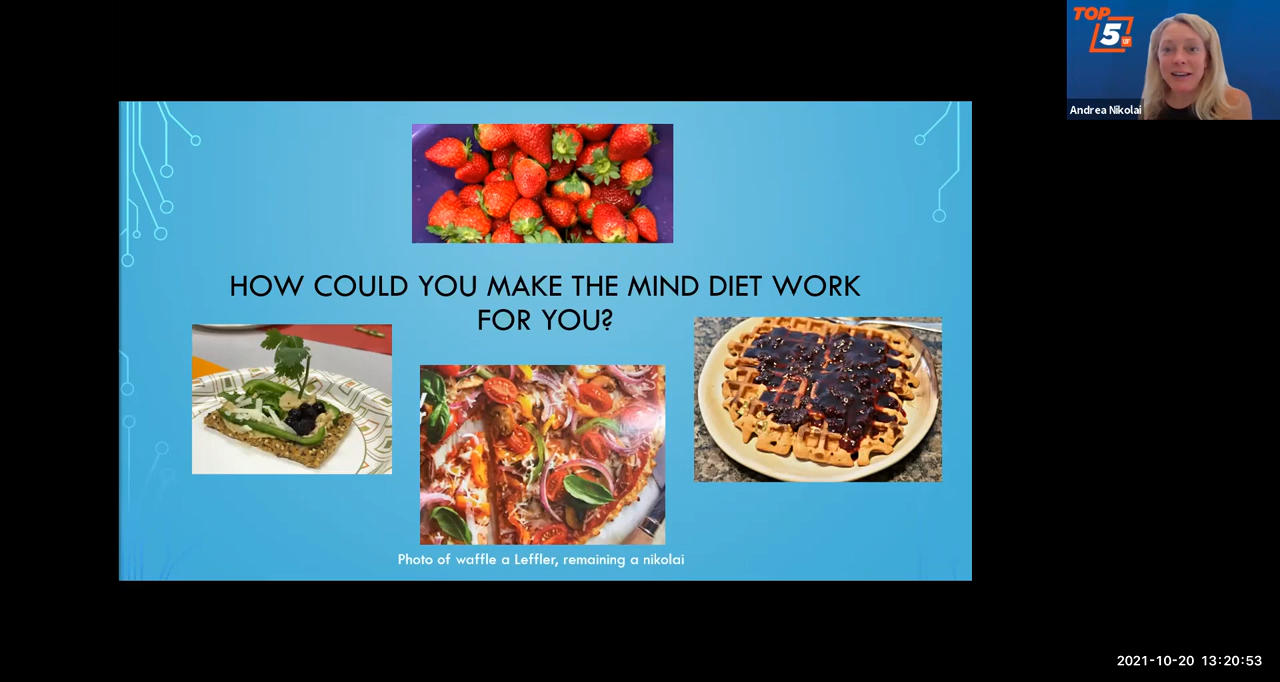 TOP
5
UF
Andrea Nikolai
HOW COULD YOU MAKE THE MIND DIET WORK
FOR YOU?
Photo of waffle a Leffler, remaining a nikolai
2021-10-20 13:20:53